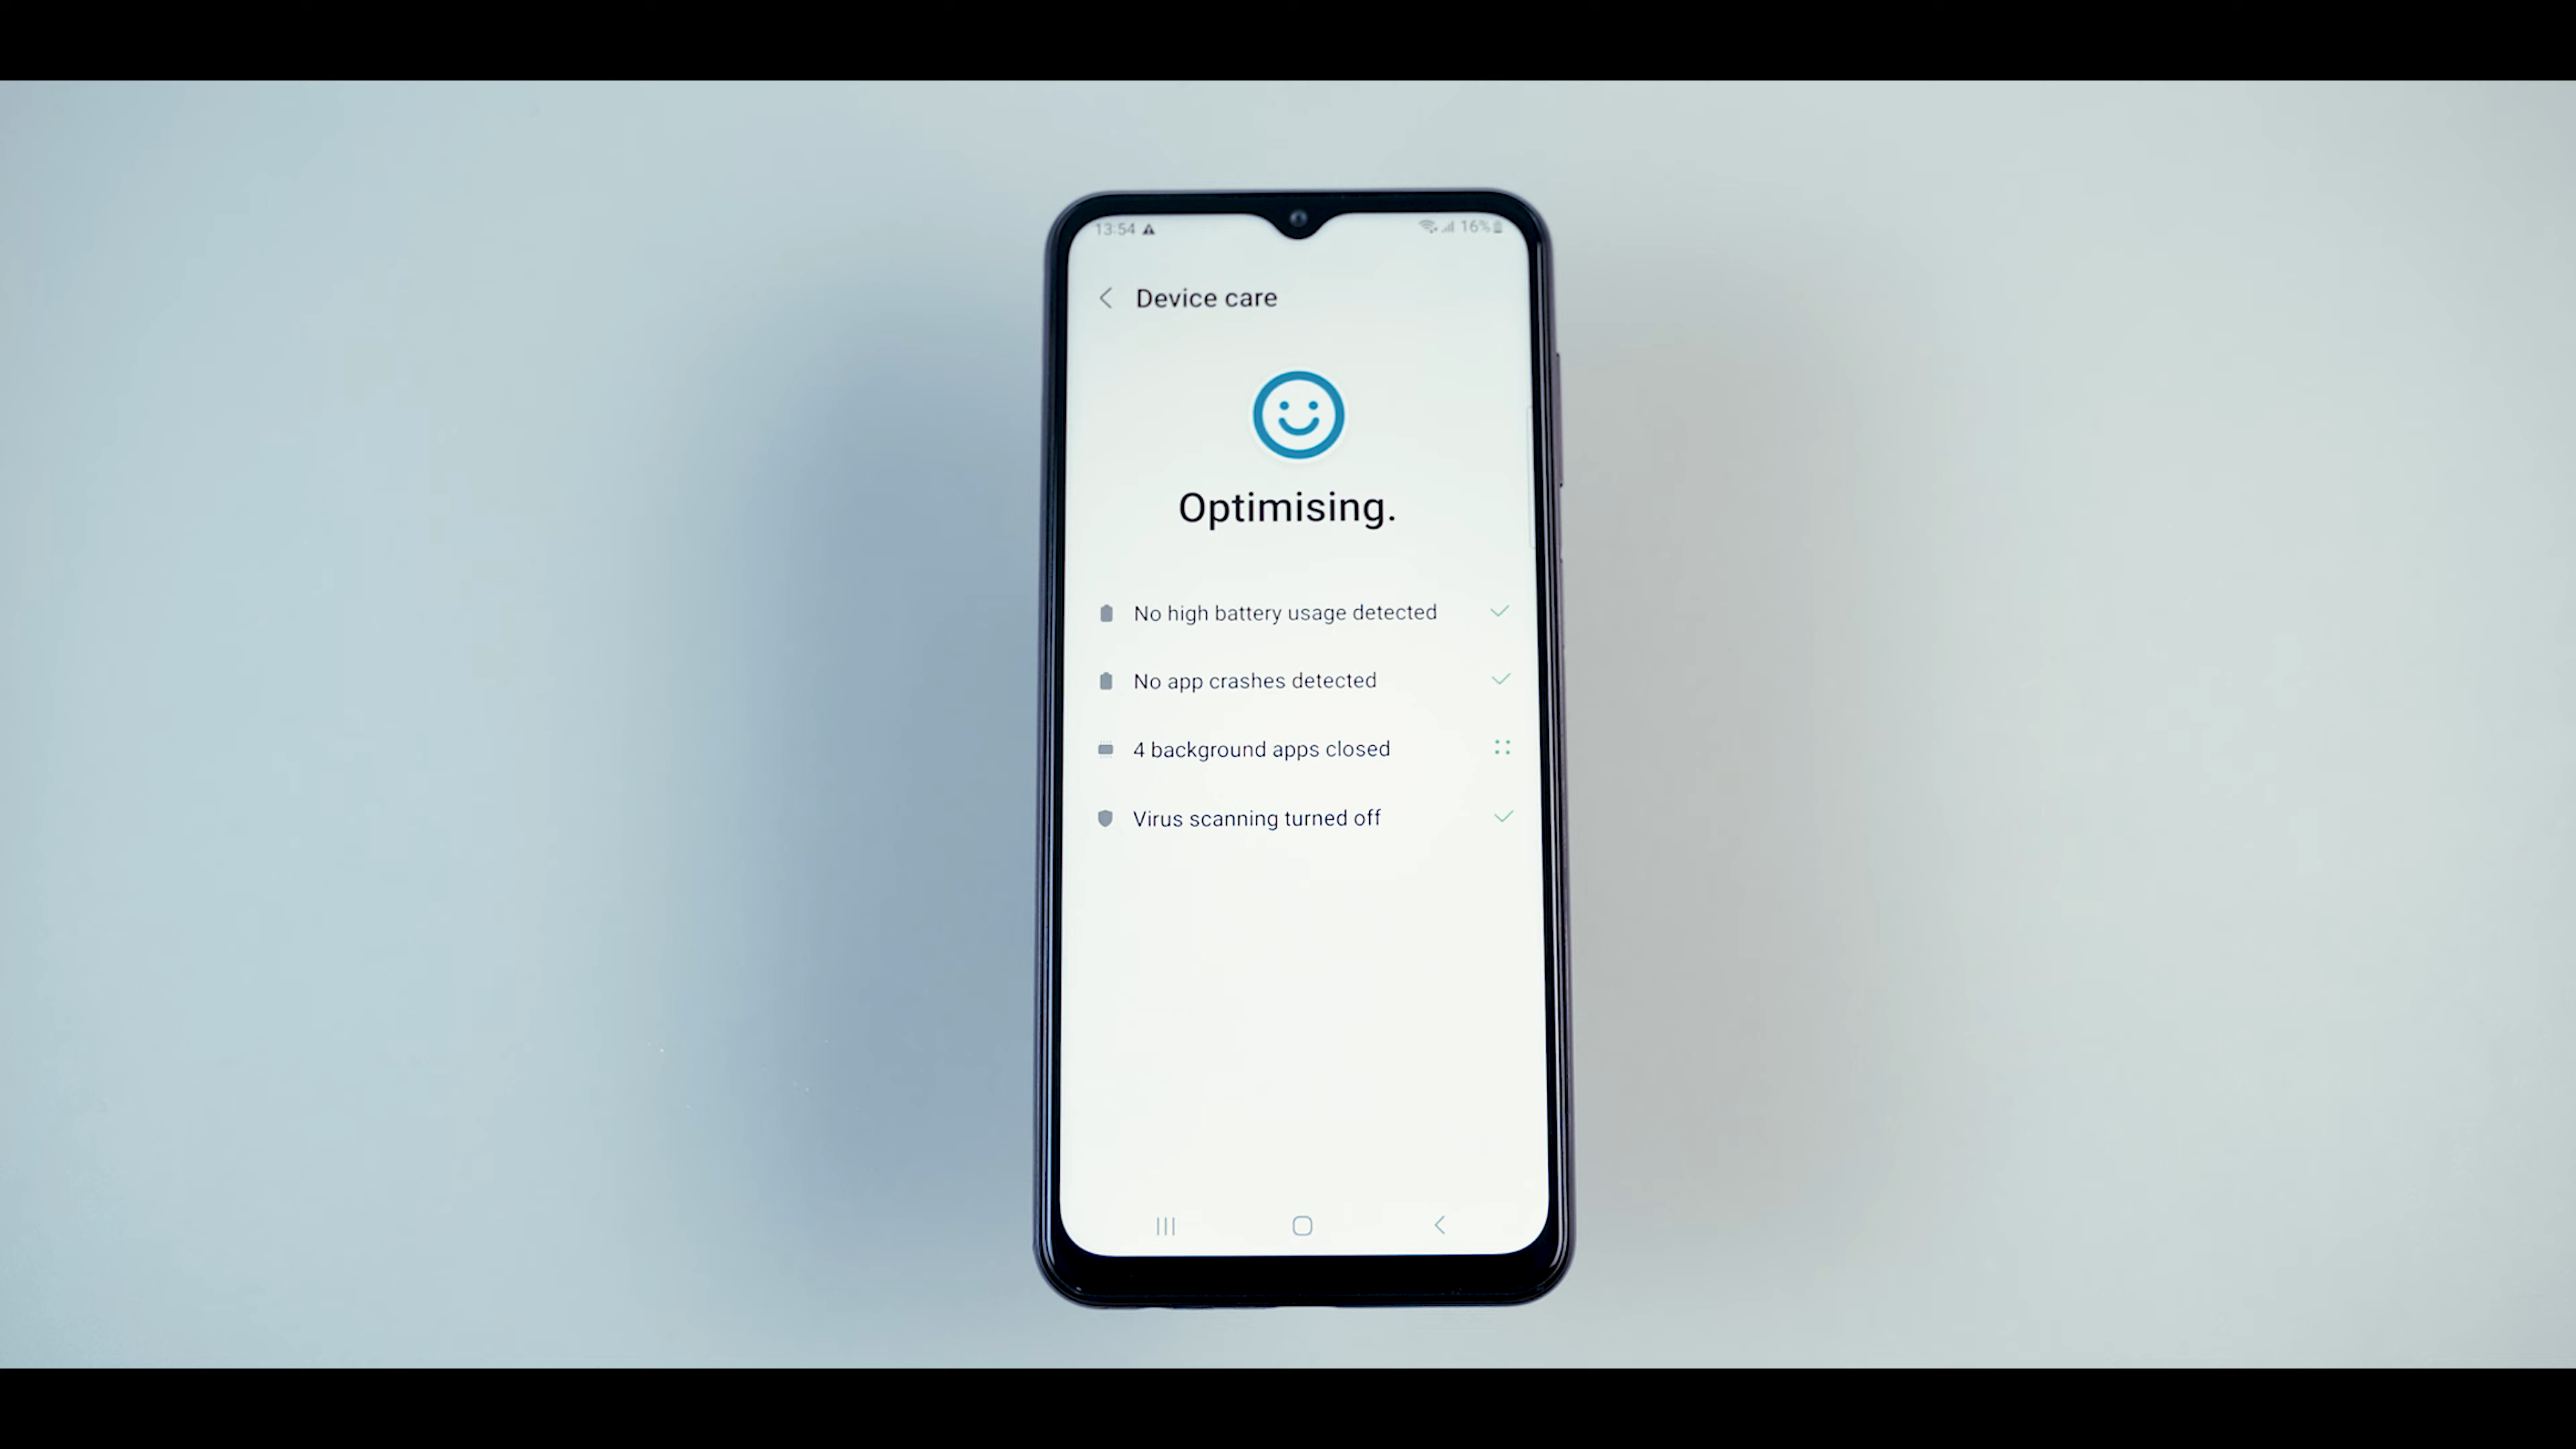 13:54
16%
Device care
Optimising.
No high battery usage detected
No app crashes detected
4 background apps closed
Virus scanning turned off